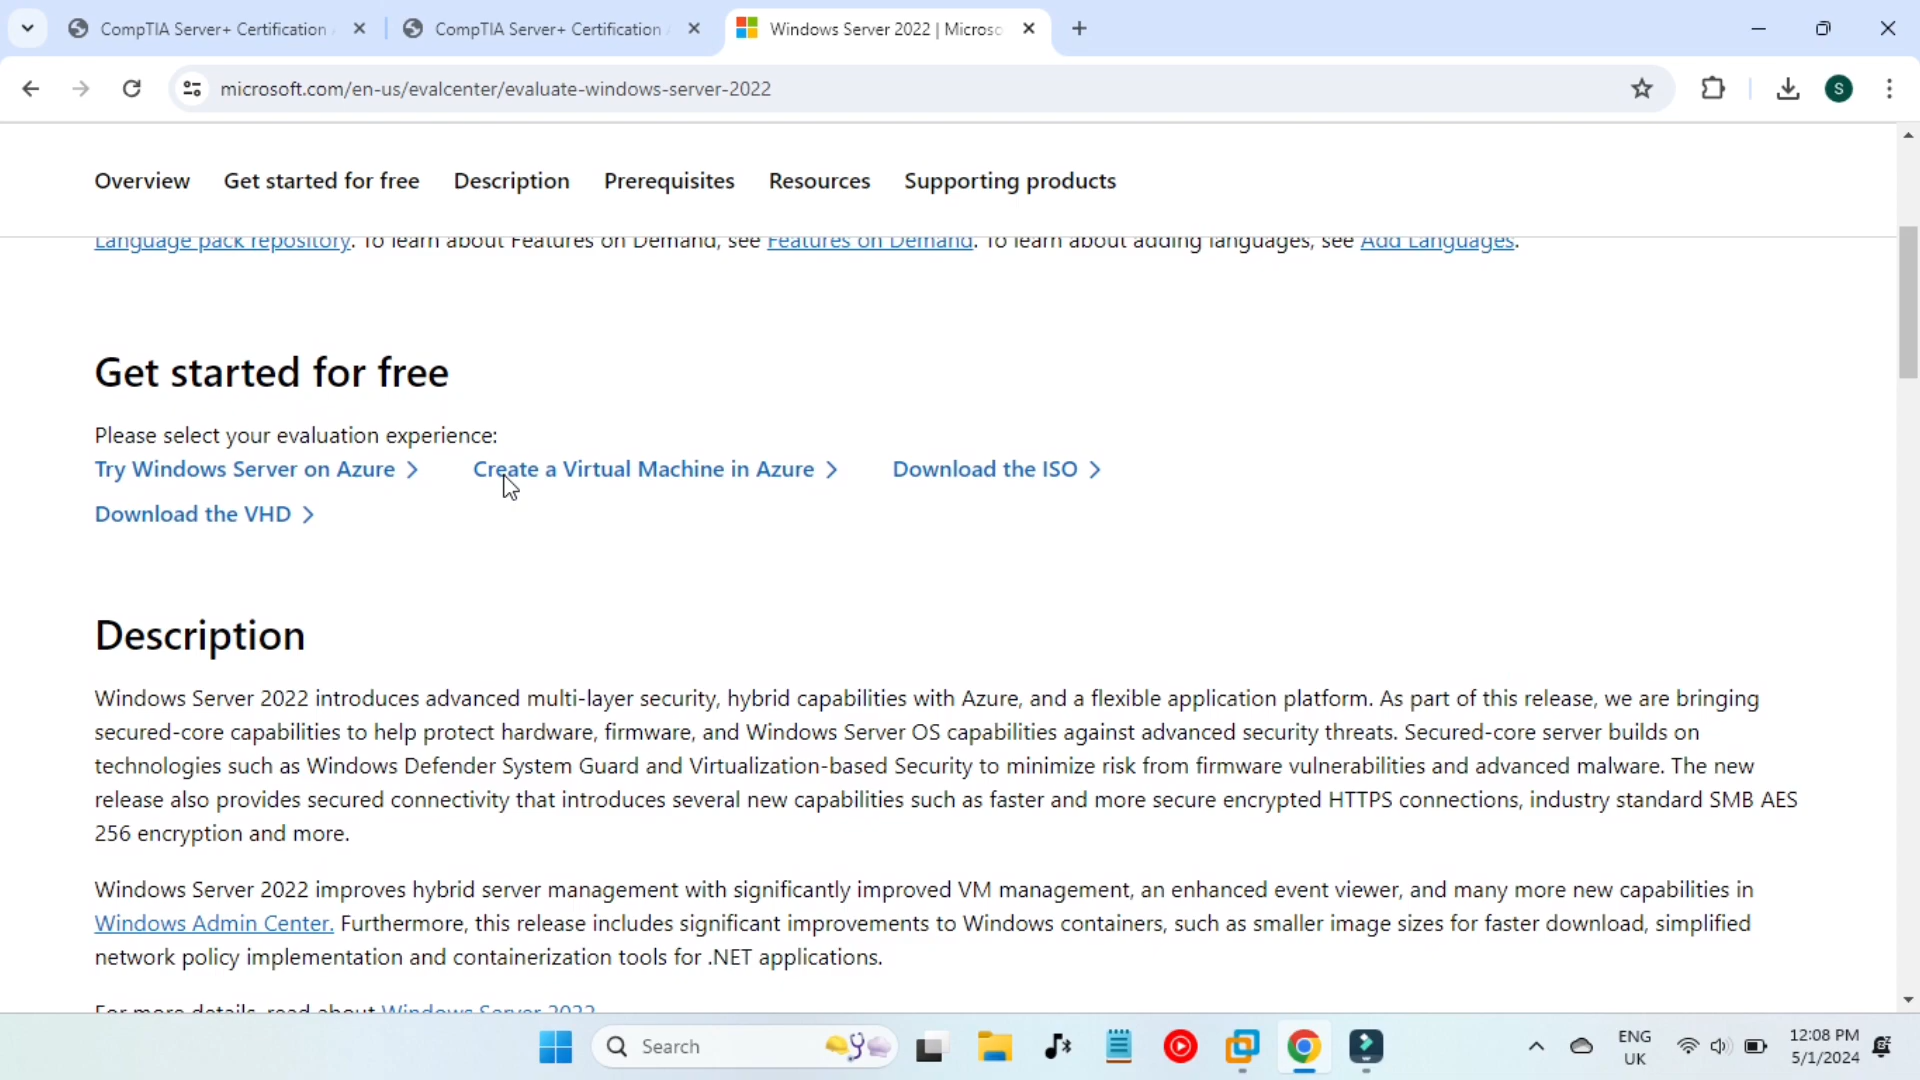 CompTIA Server+ Certification
CompTIA Server+ Certification
Windows Server 2022 | Microso
microsoft.com/en-us/evalcenter/evaluate-windows-server-2022
S
Overview Get started for free Description Prerequisites Resources Supporting products
Language pack repository. To learn about Features on Demand, see Features on Demand. To learn about adding languages, see Add Languages.
Get started for free
Please select your evaluation experience:
Try Windows Server on Azure Create a Virtual Machine in Azure Download the ISO
Download the VHD
Description
Windows Server 2022 introduces advanced multi-layer security, hybrid capabilities with Azure, and a flexible application platform. As part of this release, we are bringing
secured-core capabilities to help protect hardware, firmware, and Windows Server OS capabilities against advanced security threats. Secured-core server builds on
technologies such as Windows Defender System Guard and Virtualization-based Security to minimize risk from firmware vulnerabilities and advanced malware. The new
release also provides secured connectivity that introduces several new capabilities such as faster and more secure encrypted HTTPS connections, industry standard SMB AES
256 encryption and more.
Windows Server 2022 improves hybrid server management with significantly improved VM management, an enhanced event viewer, and many more new capabilities in
Windows Admin Center. Furthermore, this release includes significant improvements to Windows containers, such as smaller image sizes for faster download, simplified
network policy implementation and containerization tools for .NET applications.
For more details, read about Windows Server 2022
Search
ENG
UK
12:08 PM
5/1/2024